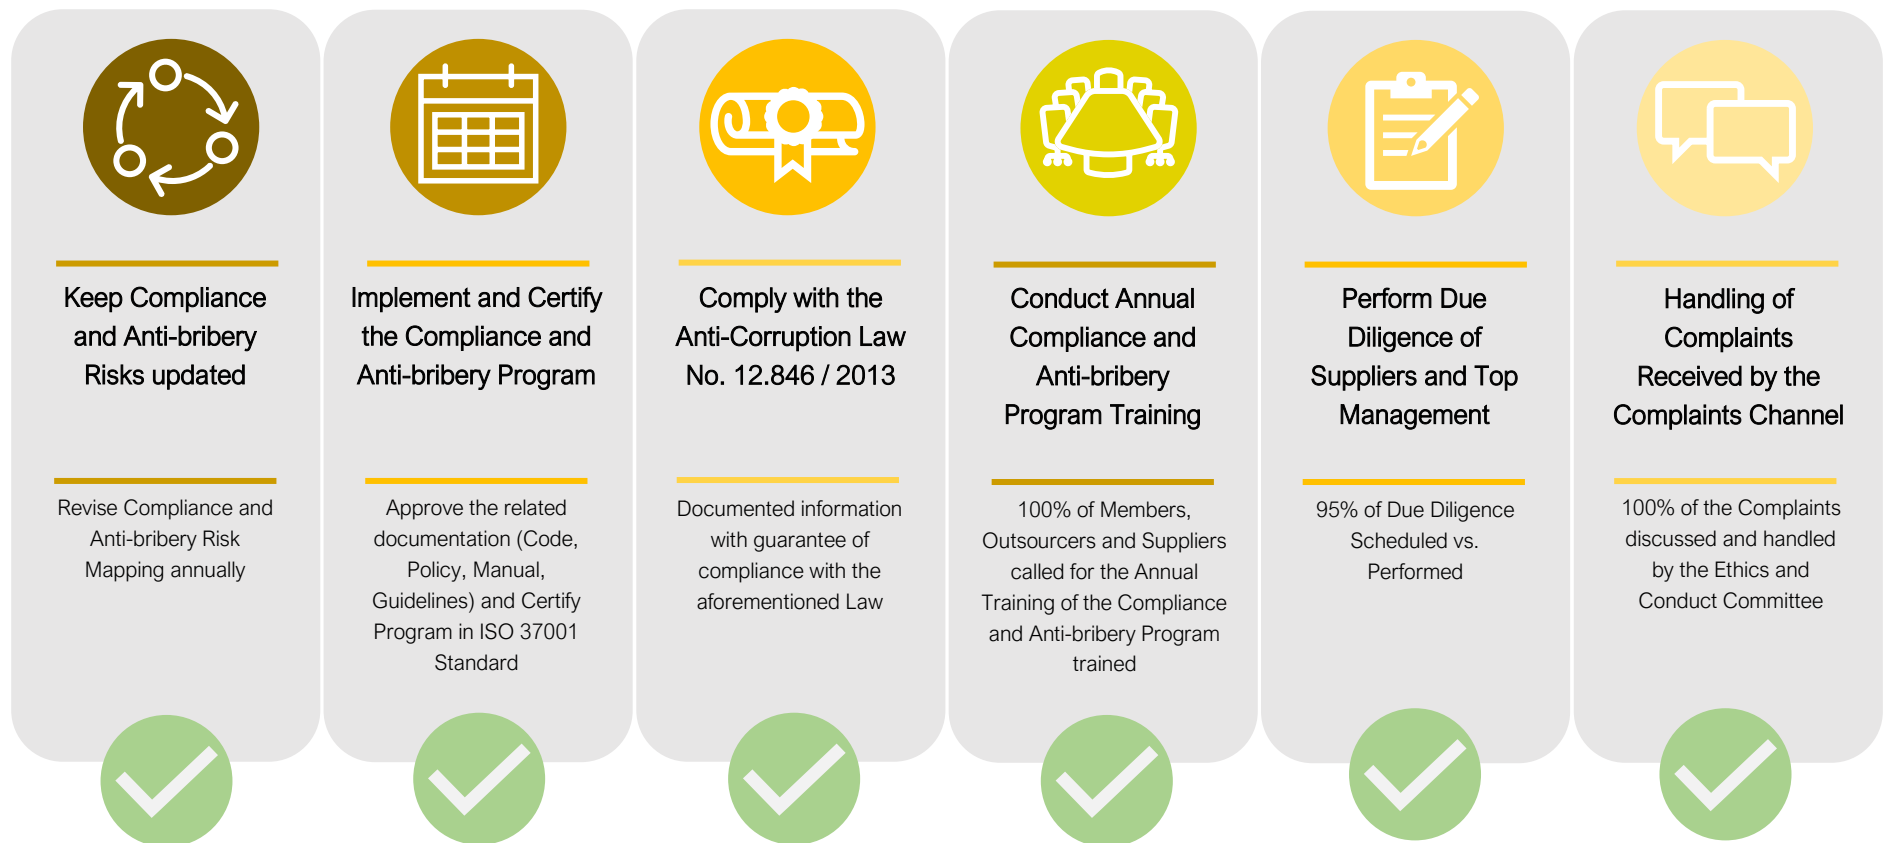 Keep Compliance
and Anti-bribery
Risks updated
Revise Compliance and
Anti-bribery Risk
Mapping annually
Implement and Certify
the Compliance and
Anti-bribery Program
Approve the related
documentation (Code,
Policy, Manual,
Guidelines) and Certify
Program in ISO 37001
Standard
Comply with the
Anti-Corruption Law
No. 12.846 / 2013
Documented information
with guarantee of
compliance with the
aforementioned Law
Conduct Annual
Compliance and
Anti-bribery
Program Training
100% of Members,
Outsourcers and Suppliers
called for the Annual
Training of the Compliance
and Anti-bribery Program
trained
Perform Due
Diligence of
Suppliers and Top
Management
95% of Due Diligence
Scheduled vs.
Performed
Handling of
Complaints
Received by the
Complaints Channel
100% of the Complaints
discussed and handled
by the Ethics and
Conduct Committee